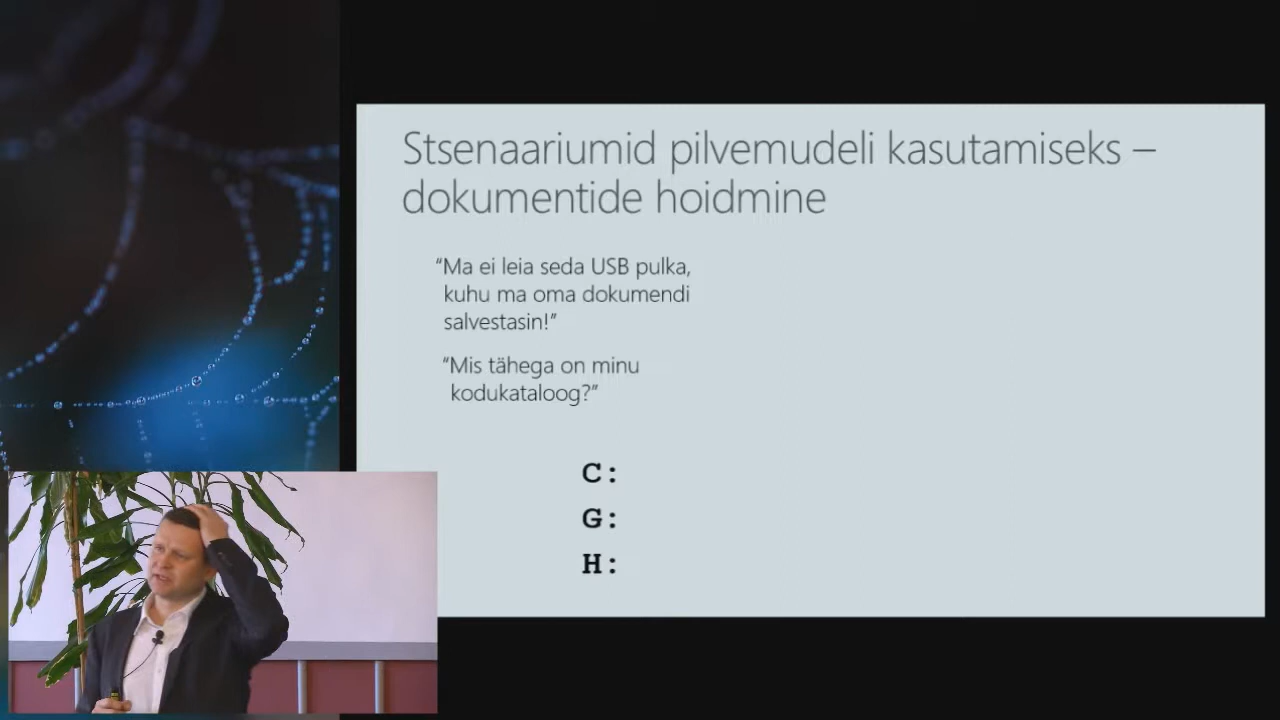 Stsenaariumid pilvemudeli kasutamiseks –
dokumentide hoidmine
“Ma ei leia seda USB pulka,
kuhu ma oma dokumendi
salvestasin!”
“Mis tähega on minu
kodukataloog?”
C:
G:
H: